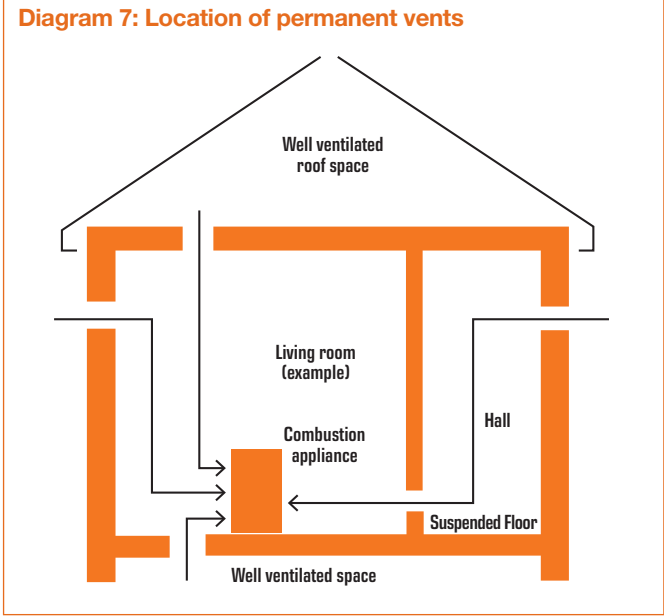 Diagram 7: Location of permanent vents
Well ventilated
roof space
Living room
(example)
Combustion
appliance
Hall
Suspended Floor
Well ventilated space